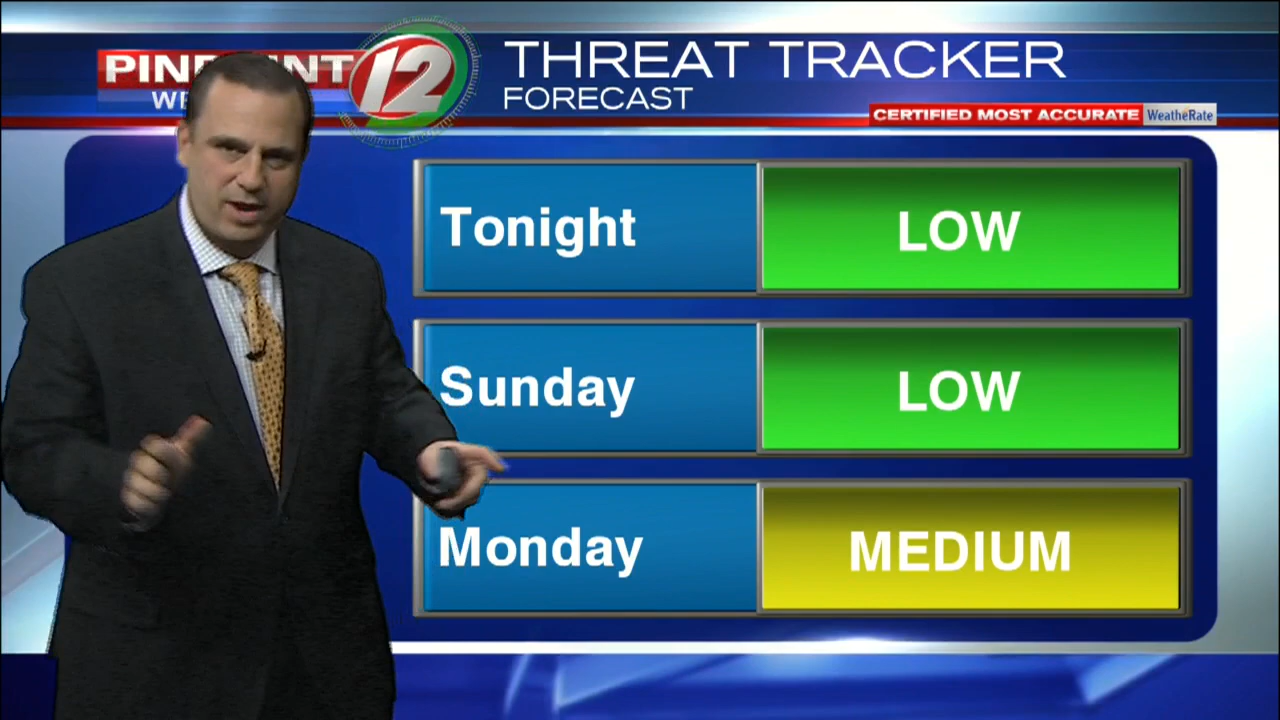 12
THREAT TRACKER
FORECAST
CERTIFIED MOST ACCURATE WeatheRate
Tonight LOW
Sunday LOW
Monday MEDIUM